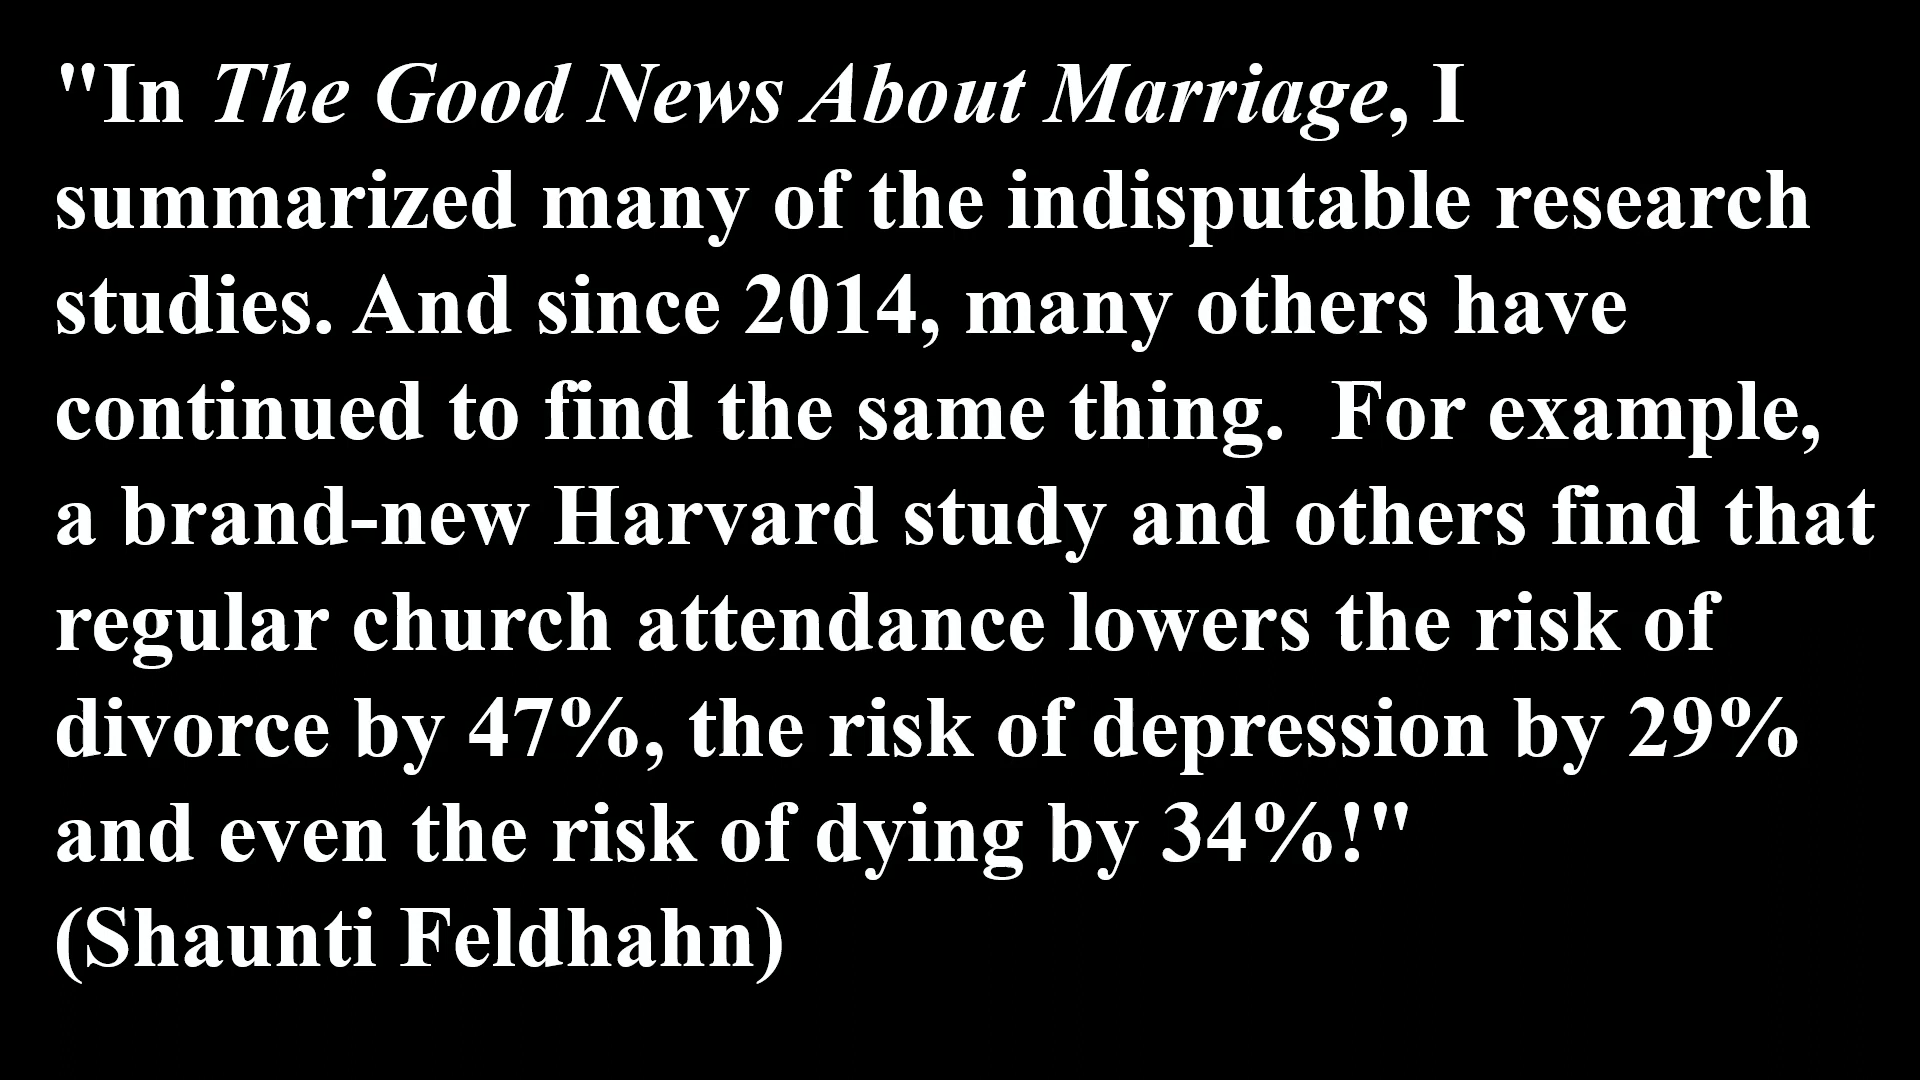 "In The Good News About Marriage, I
summarized many of the indisputable research
studies. And since 2014, many others have
continued to find the same thing.  For example,
a brand-new Harvard study and others find that
regular church attendance lowers the risk of
divorce by 47%, the risk of depression by 29%
and even the risk of dying by 34%!"
(Shaunti Feldhahn)